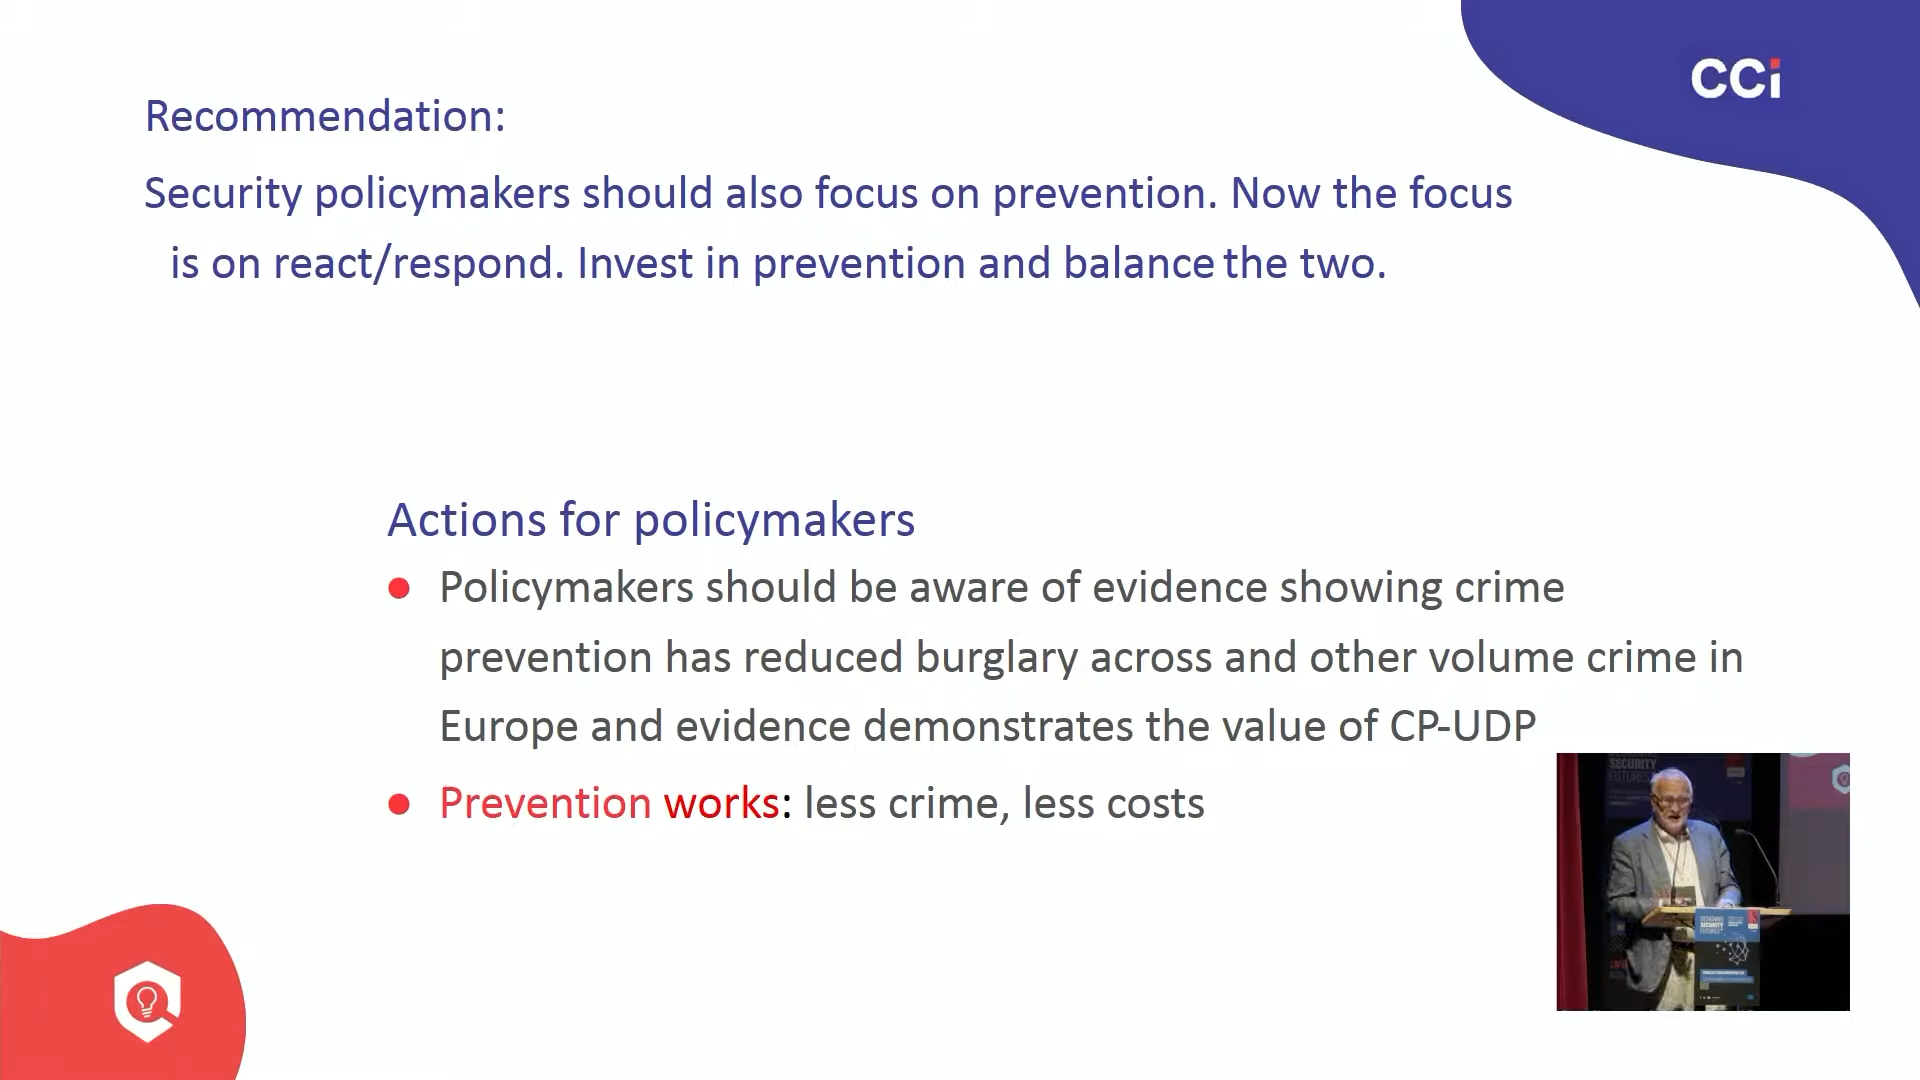 CCi
Recommendation:
Security policymakers should also focus on prevention. Now the focus
is on react/respond. Invest in prevention and balance the two.
Actions for policymakers
Policymakers should be aware of evidence showing crime
prevention has reduced burglary across and other volume crime in
Europe and evidence demonstrates the value of CP-UDP
Prevention works: less crime, less costs
DESIGNING
SECURITY
FUTURES